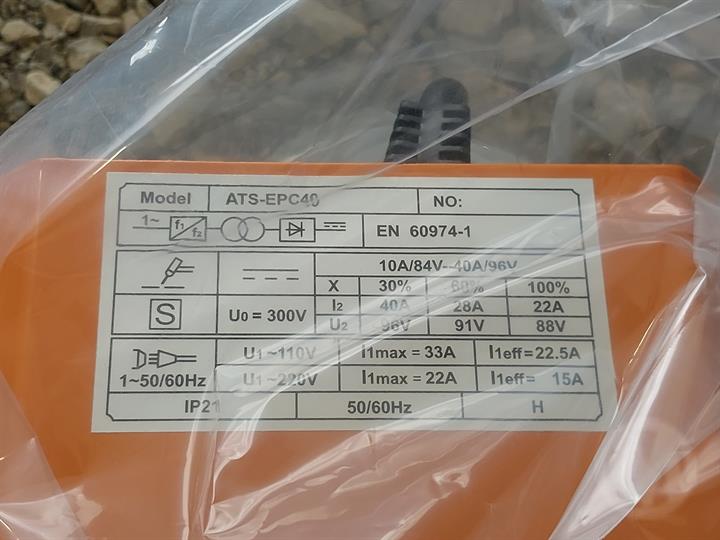 Model ATS-EPC40 NO:
1~ f1/f2 EN 60974-1
10A/84V--40A/96V
X 30% 60% 100%
S U0 = 300V I2 40A 28A 22A
U2 96V 91V 88V
U1 ~110V I1max = 33A I1eff= 22.5A
1~50/60Hz U1 ~220V I1max = 22A I1eff= 15A
IP21 50/60Hz H